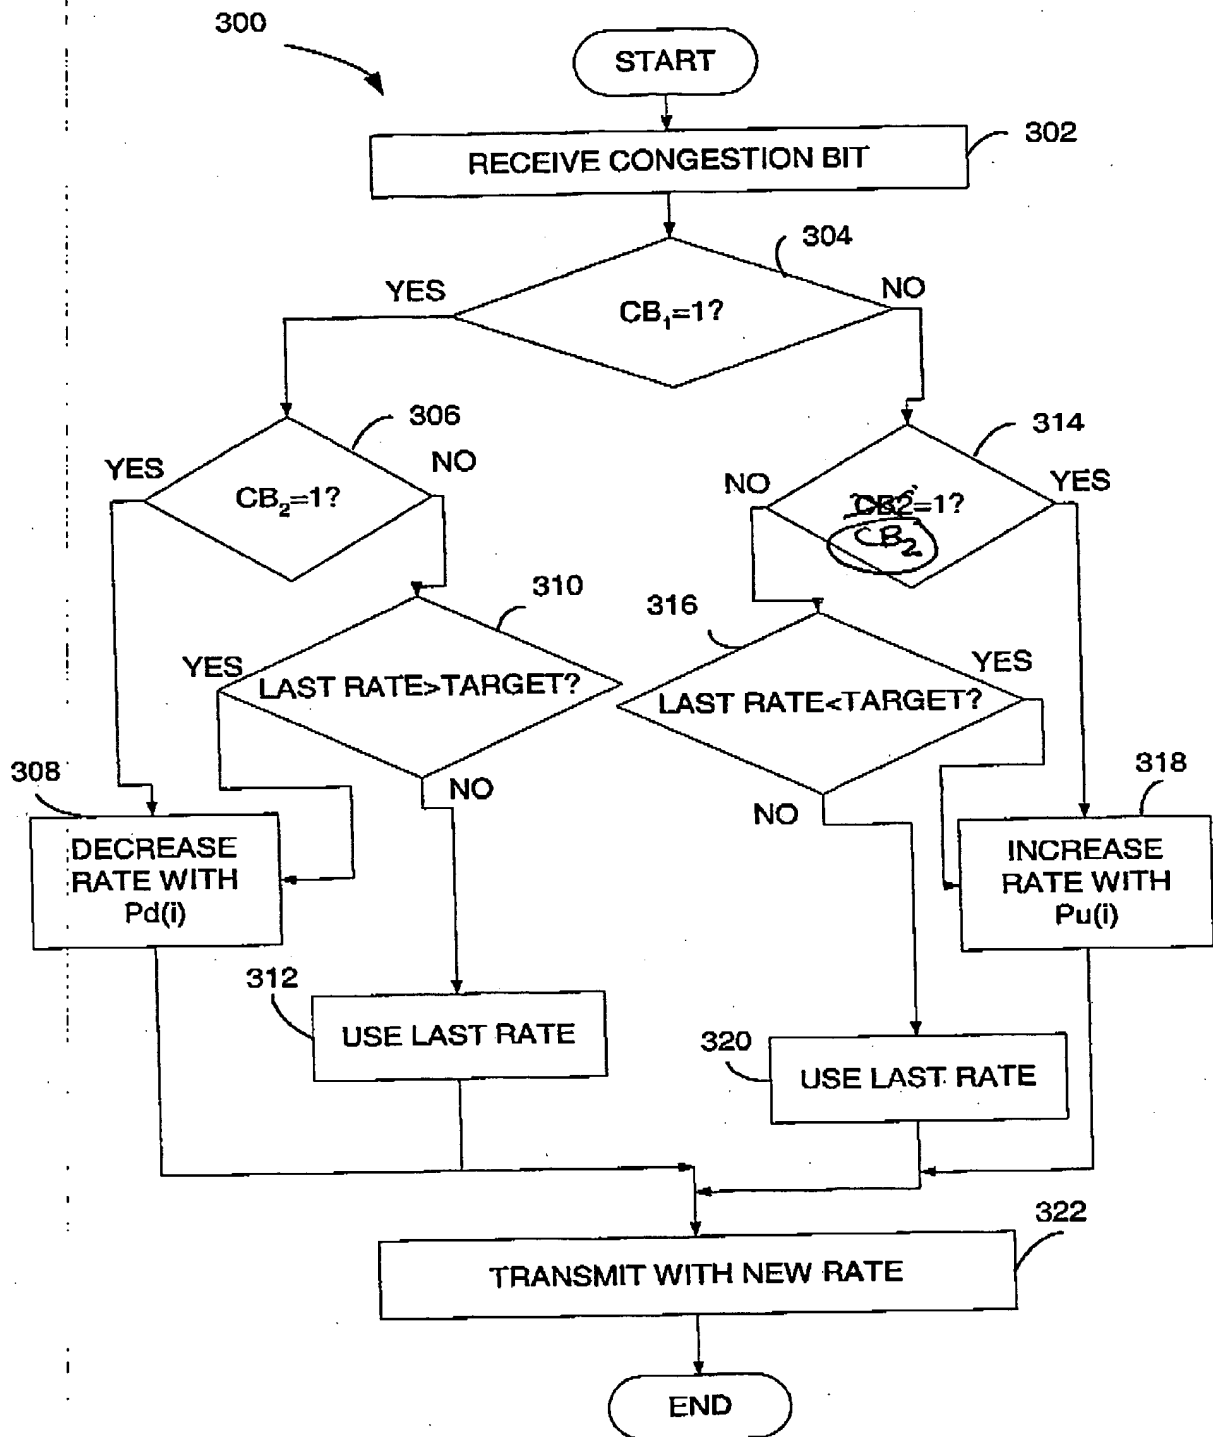 300
START
302
RECEIVE CONGESTION BIT
304
YES
NO
CB₁=1?
306
314
YES
NO
NO
YES
CB₂=1?
CB2=1?
CB₂
310
316
YES
YES
LAST RATE>TARGET?
LAST RATE<TARGET?
308
NO
NO
318
DECREASE
RATE WITH
Pd(i)
INCREASE
RATE WITH
Pu(i)
312
USE LAST RATE
320
USE LAST RATE
322
TRANSMIT WITH NEW RATE
END